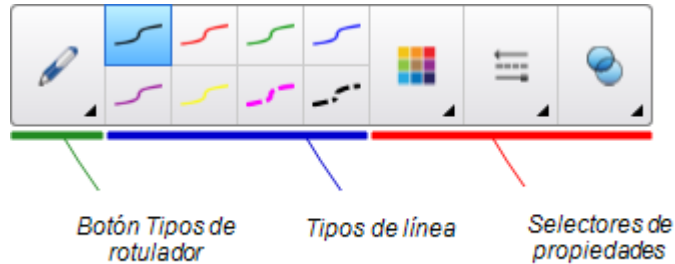 Botón Tipos de
rotulador
Tipos de línea
Selectores de
propiedades